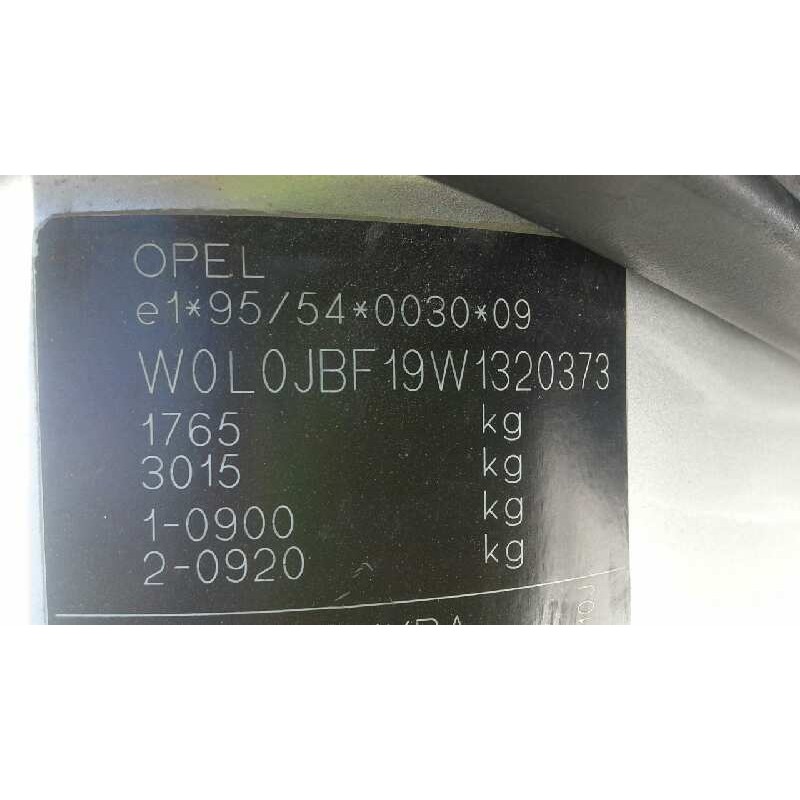 OPEL
e1*95/54*0030*09
W0L0JBF19W1320373
1765 kg
3015 kg
1-0900 kg
2-0920 kg